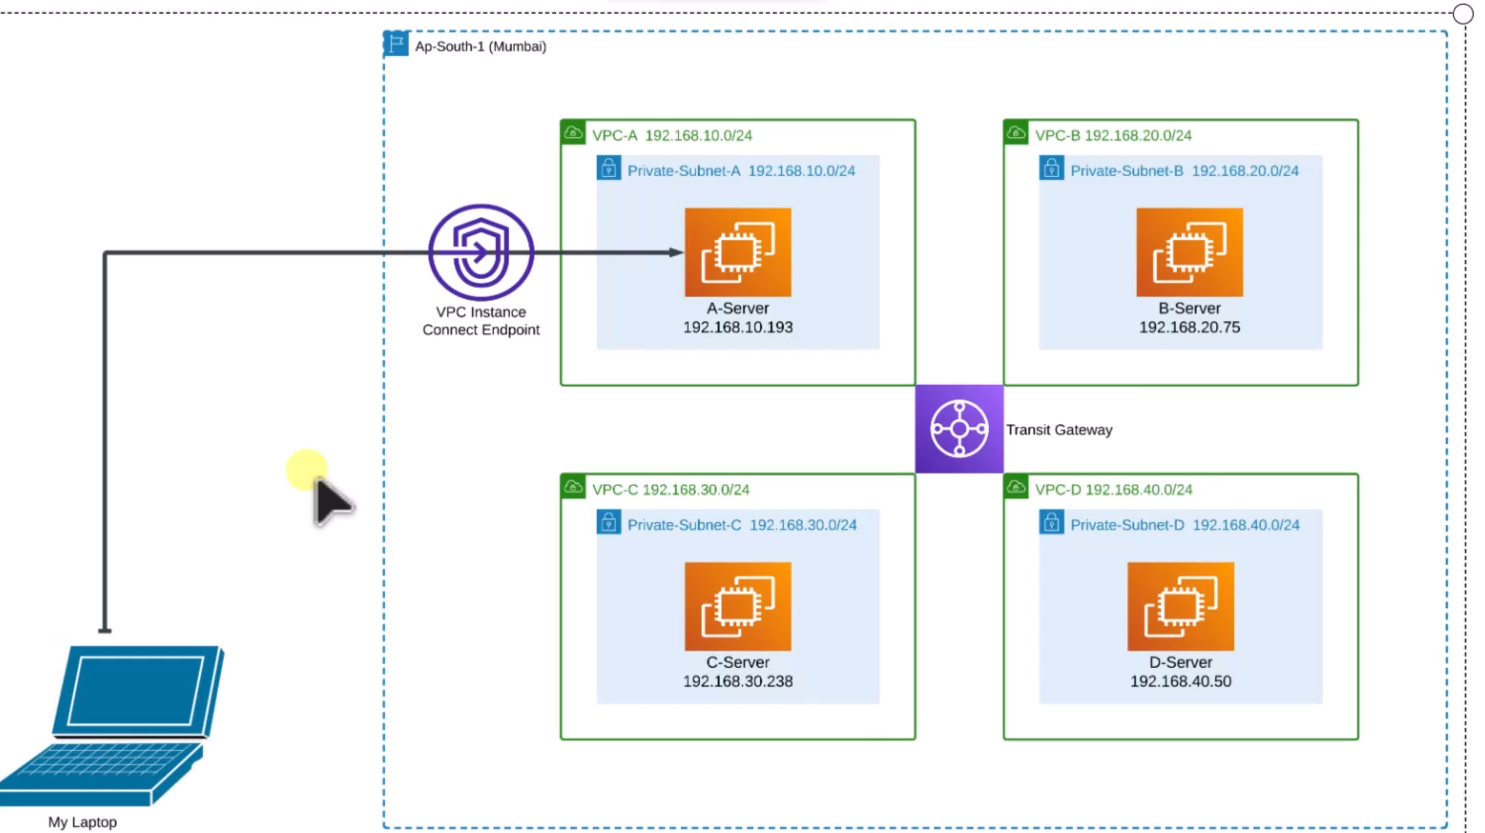 Ap-South-1 (Mumbai)
VPC-A 192.168.10.0/24
Private-Subnet-A 192.168.10.0/24
A-Server
192.168.10.193
VPC-B 192.168.20.0/24
Private-Subnet-B 192.168.20.0/24
B-Server
192.168.20.75
VPC Instance
Connect Endpoint
Transit Gateway
VPC-C 192.168.30.0/24
Private-Subnet-C 192.168.30.0/24
C-Server
192.168.30.238
VPC-D 192.168.40.0/24
Private-Subnet-D 192.168.40.0/24
D-Server
192.168.40.50
My Laptop